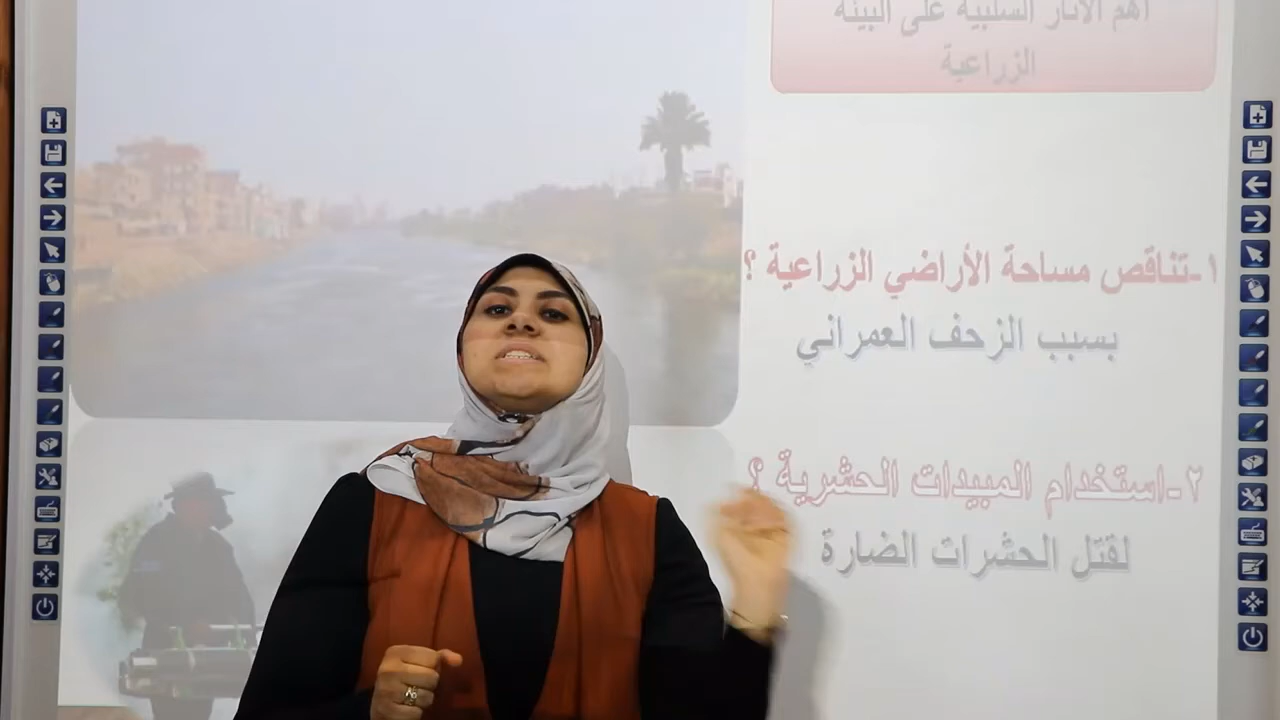 أهم الآثار السلبية على البيئة
الزراعية
١-تناقص مساحة الأراضي الزراعية ؟
بسبب الزحف العمراني
٢-استخدام المبيدات الحشرية ؟
لقتل الحشرات الضارة